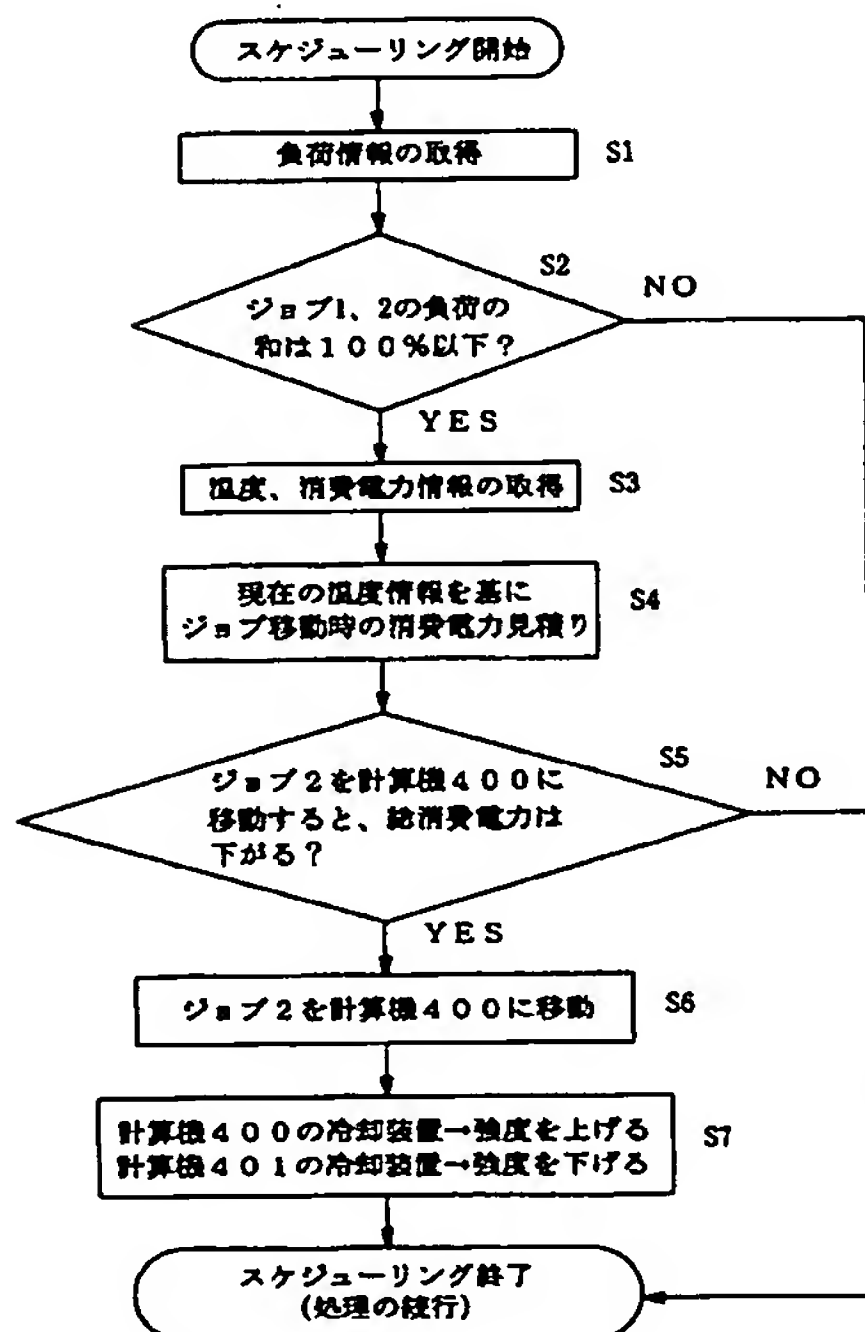 スケジューリング開始
負荷情報の取得
S1
S2
NO
ジョブ1、2の負荷の
和は100%以下?
YES
温度、消費電力情報の取得
S3
現在の温度情報を基に
ジョブ移動時の消費電力見積り
S4
S5
NO
ジョブ2を計算機400に
移動すると、総消費電力は
下がる?
YES
ジョブ2を計算機400に移動
S6
計算機400の冷却装置→強度を上げる
計算機401の冷却装置→強度を下げる
S7
スケジューリング終了
(処理の続行)